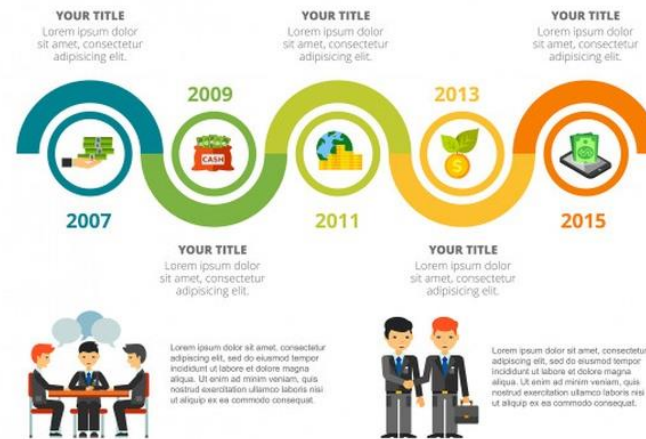 YOUR TITLE
Lorem ipsum dolor
sit amet, consectetur
adipisicing elit.
YOUR TITLE
Lorem ipsum dolor
sit amet, consectetur
adipisicing elit.
YOUR TITLE
Lorem ipsum dolor
sit amet, consectetur
adipisicing elit.
2009
2013
CASH
$
2007
2011
2015
YOUR TITLE
Lorem ipsum dolor
sit amet, consectetur
adipisicing elit.
YOUR TITLE
Lorem ipsum dolor
sit amet, consectetur
adipisicing elit.
Lorem ipsum dolor sit amet, consectetur
adipiscing elit, sed do eiusmod tempor
incididunt ut labore et dolore magna
aliqua. Ut enim ad minim veniam, quis
nostrud exercitation ullamco laboris nisi
ut aliquip ex ea commodo consequat.
Lorem ipsum dolor sit amet, consectetur
adipiscing elit, sed do eiusmod tempor
incididunt ut labore et dolore magna
aliqua. Ut enim ad minim veniam, quis
nostrud exercitation ullamco laboris nisi
ut aliquip ex ea commodo consequat.